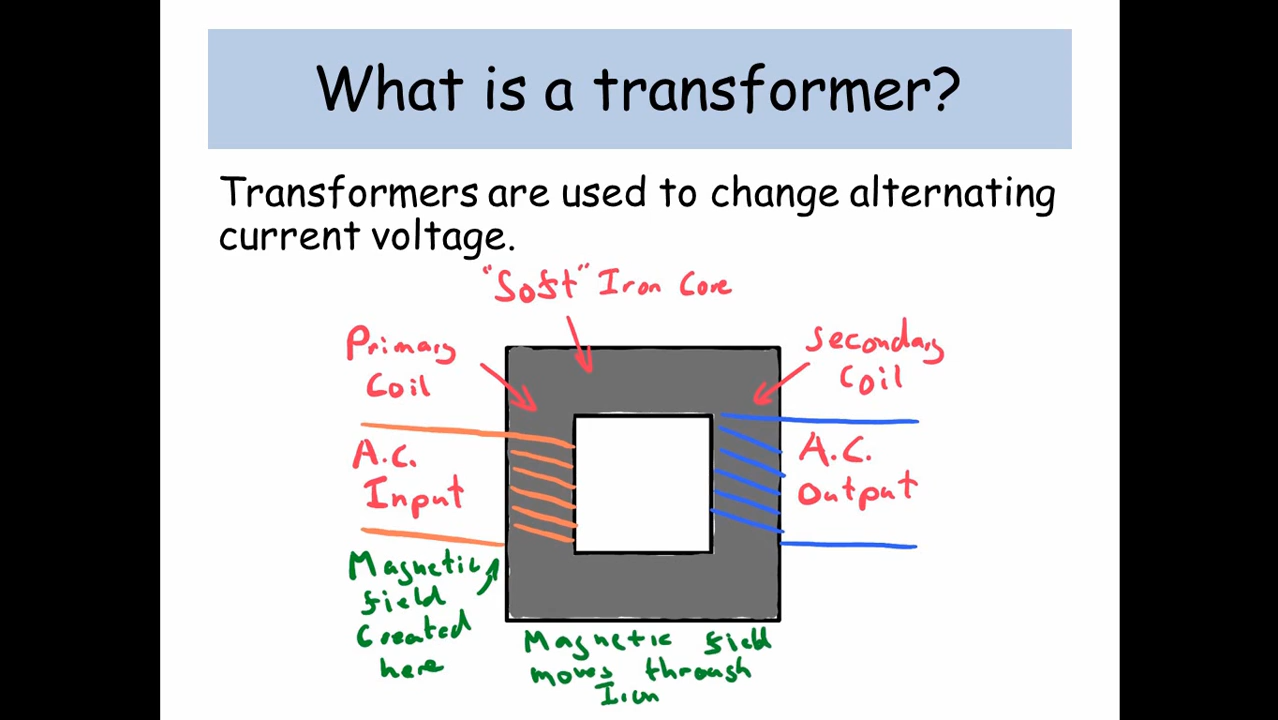 What is a transformer?
Transformers are used to change alternating
current voltage.
"Soft" Iron Core
Primary
Coil
Secondary
Coil
A.C.
Input
A.C.
Output
Magnetic
field
Created
here
Magnetic field
moves through
Iron